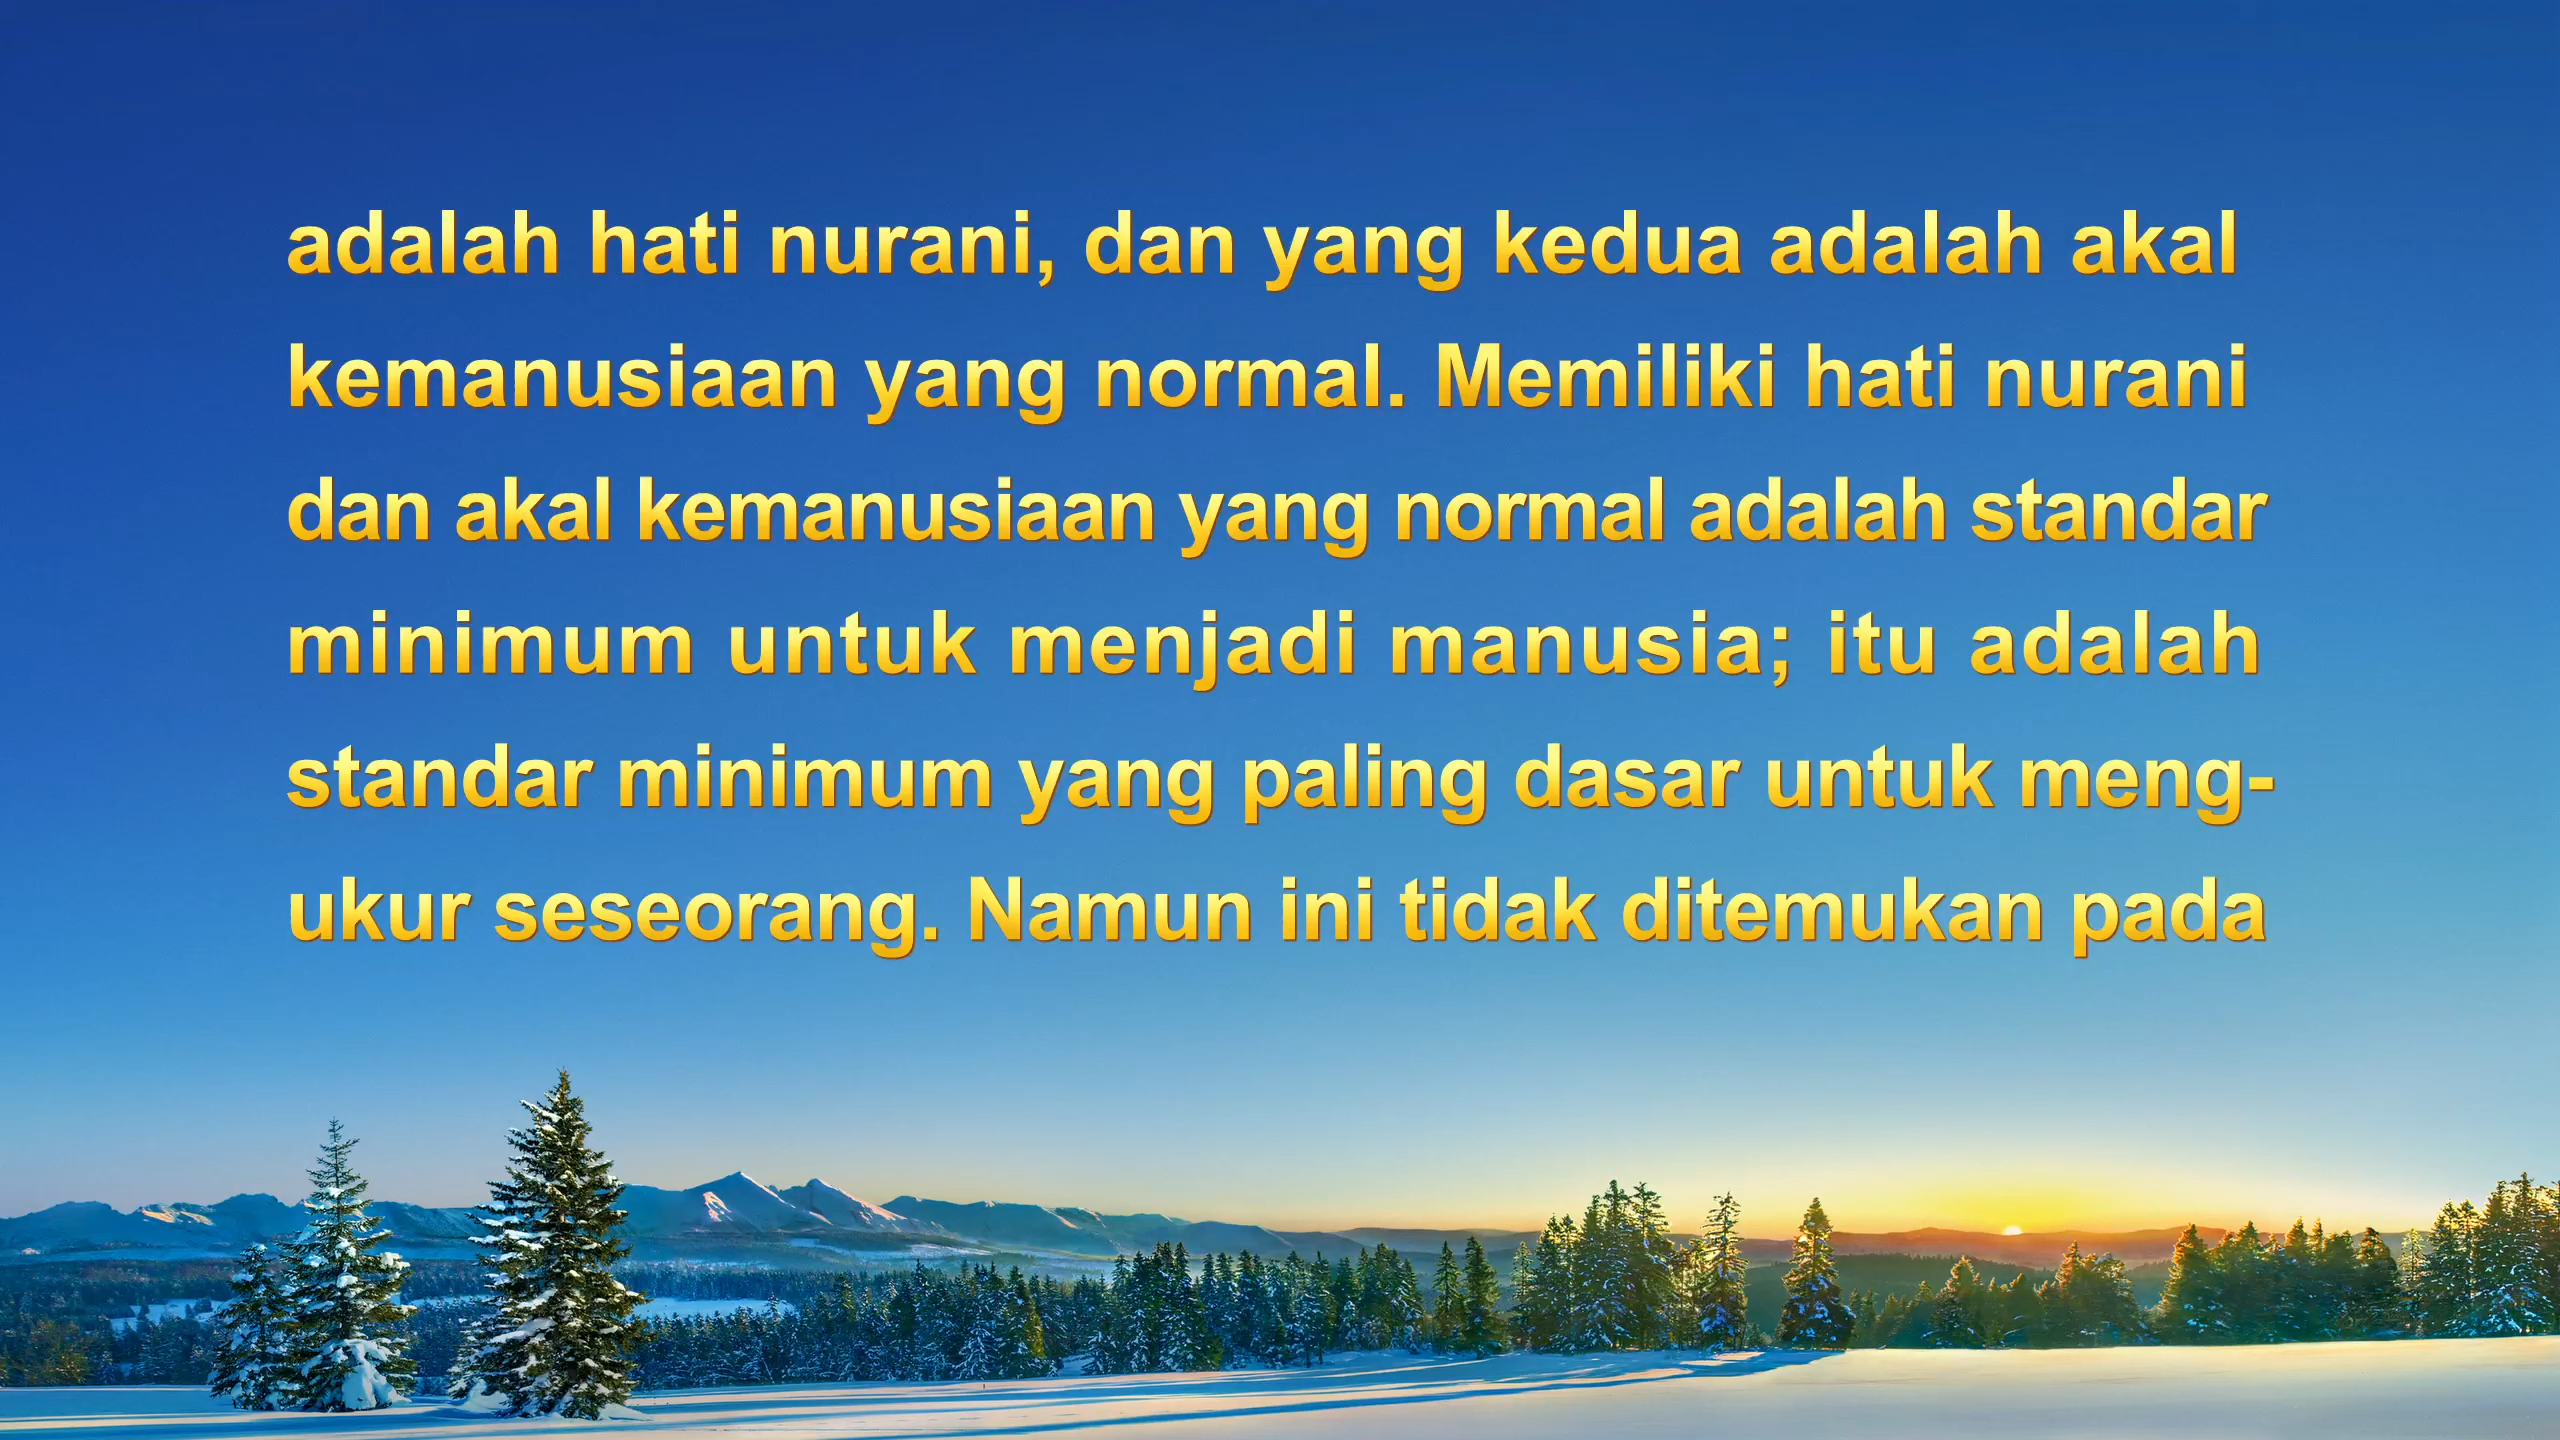 adalah hati nurani, dan yang kedua adalah akal
kemanusiaan yang normal. Memiliki hati nurani
dan akal kemanusiaan yang normal adalah standar
minimum untuk menjadi manusia; itu adalah
standar minimum yang paling dasar untuk meng-
ukur seseorang. Namun ini tidak ditemukan pada